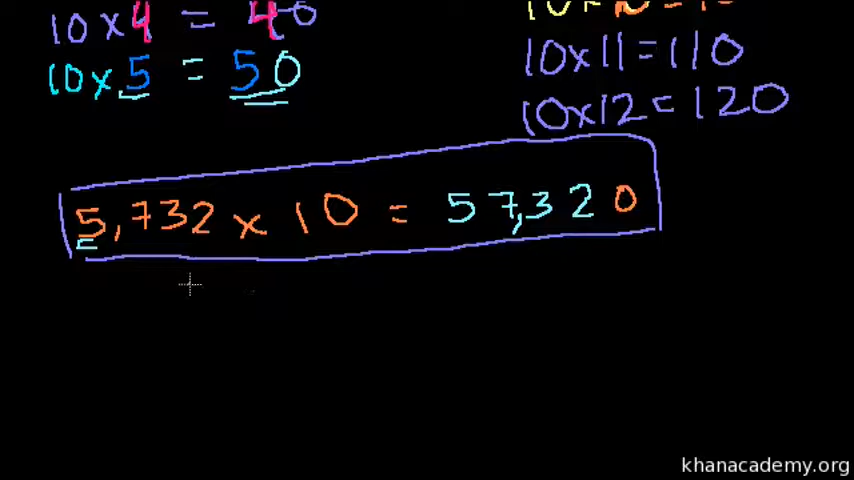 10 x 4 = 40
10 x 5 = 50
10 x 11 = 110
10 x 12 = 120
5,732 x 10 = 57,320
khanacademy.org